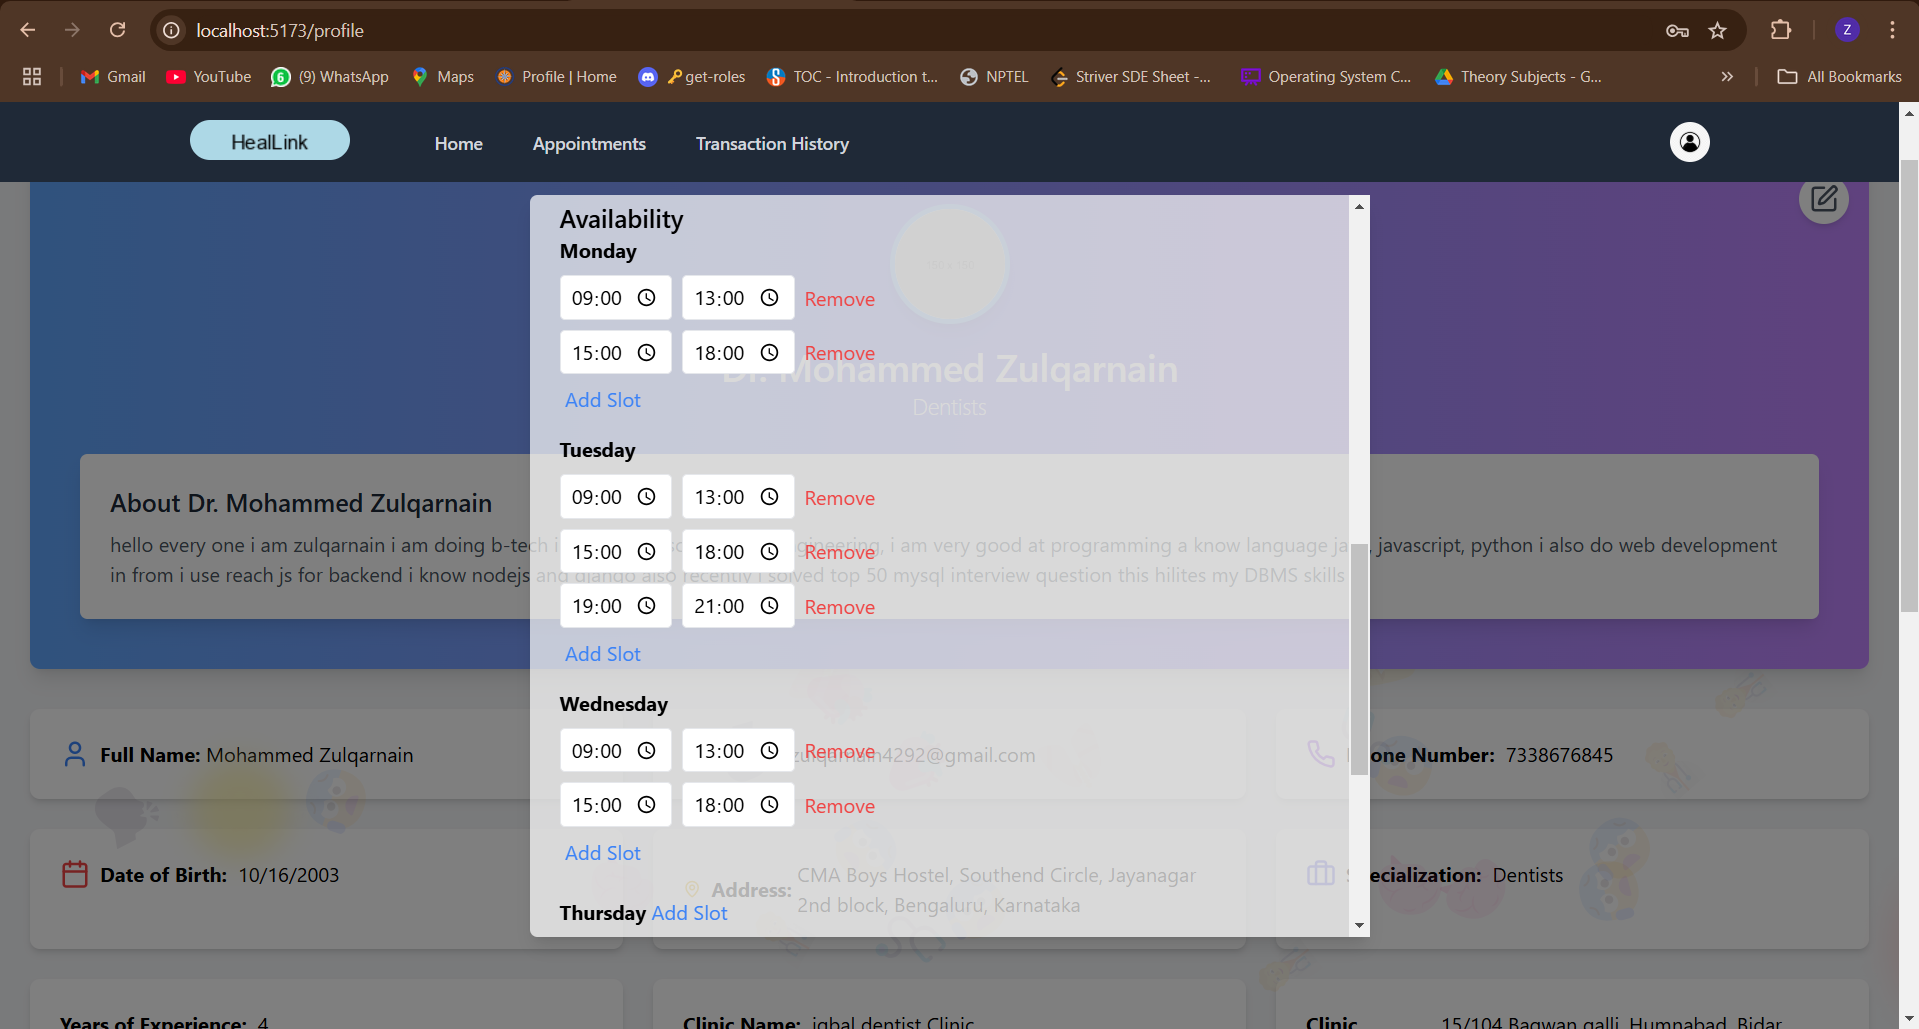 localhost:5173/profile
Z
Gmail
YouTube
(9) WhatsApp
Maps
Profile | Home
get-roles
TOC - Introduction t...
NPTEL
Striver SDE Sheet -...
Operating System C...
Theory Subjects - G...
»
All Bookmarks
HealLink
Home
Appointments
Transaction History
Availability
Monday
09:00 13:00 Remove
15:00 18:00 Remove
Add Slot
Dr. Mohammed Zulqarnain
Dentists
Tuesday
09:00 13:00 Remove
15:00 18:00 Remove
19:00 21:00 Remove
Add Slot
About Dr. Mohammed Zulqarnain
hello every one i am zulqarnain i am doing b-tech i gineering, i am very good at programming a know language ja , javascript, python i also do web development
in from i use reach js for backend i know nodejs and djando also recently i solved top 50 mysql interview question this hilites my DBMS skills
Wednesday
09:00 13:00 Remove
15:00 18:00 Remove
Add Slot
Thursday Add Slot
Full Name: Mohammed Zulqarnain
zulqarnain4292@gmail.com
one Number: 7338676845
Date of Birth: 10/16/2003
Address: CMA Boys Hostel, Southend Circle, Jayanagar
2nd block, Bengaluru, Karnataka
ecialization: Dentists
Years of Experience: 4
Clinic Name: iqbal dentist Clinic
Clinic 15/104 Bagwan galli, Humnabad, Bidar